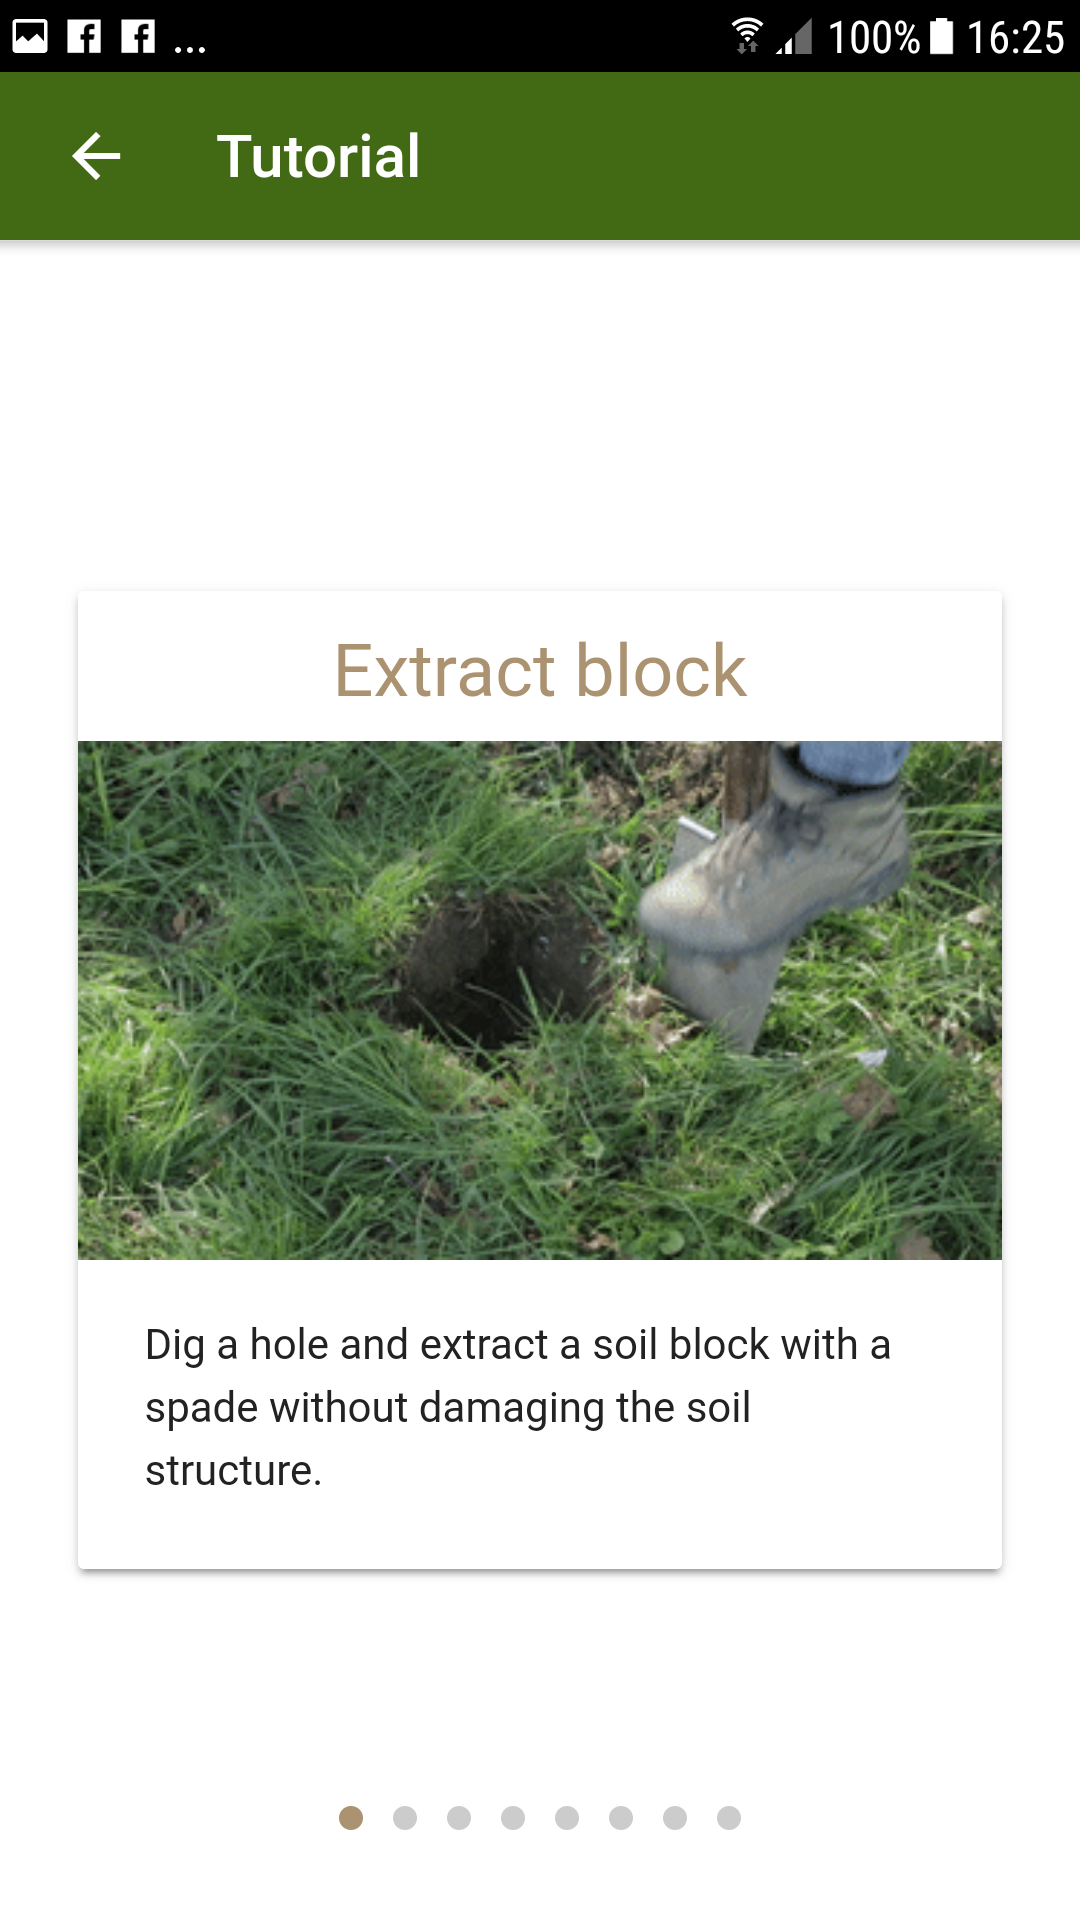 ... 100% 16:25
Tutorial
Extract block
Dig a hole and extract a soil block with a
spade without damaging the soil
structure.